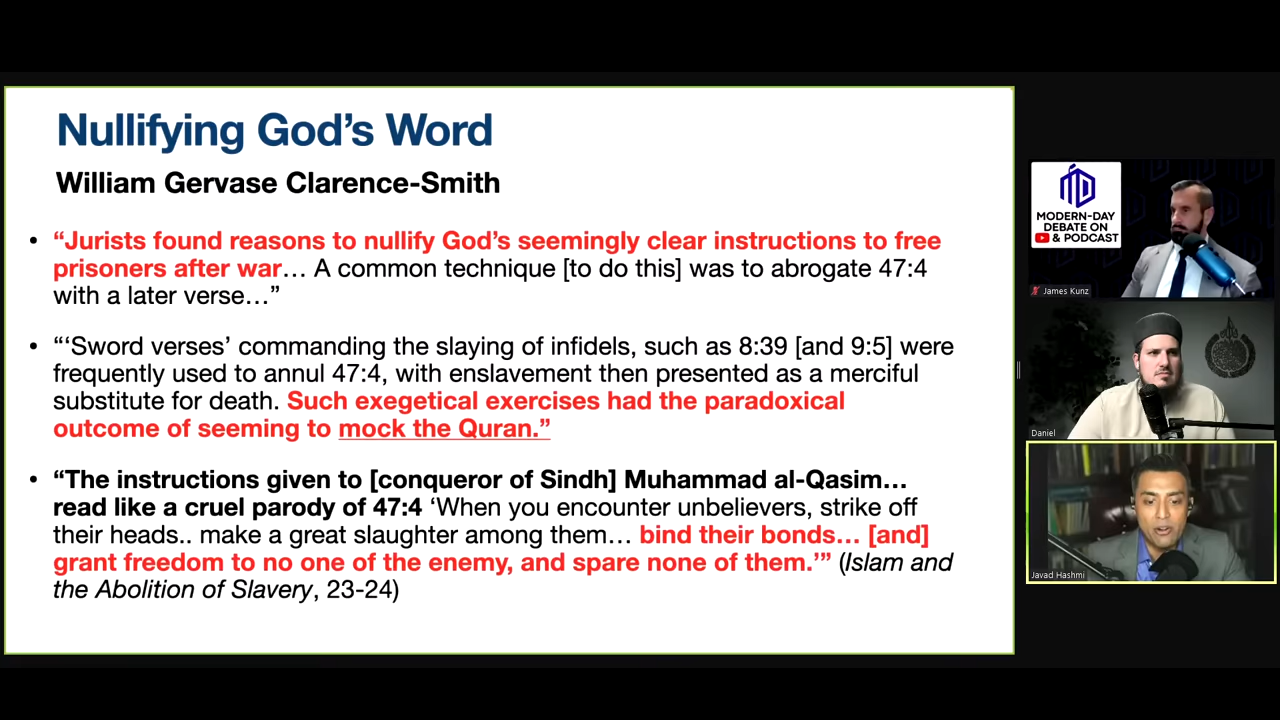 Nullifying God's Word
William Gervase Clarence-Smith
• “Jurists found reasons to nullify God's seemingly clear instructions to free
prisoners after war… A common technique [to do this] was to abrogate 47:4
with a later verse…”
• “‘Sword verses’ commanding the slaying of infidels, such as 8:39 [and 9:5] were
frequently used to annul 47:4, with enslavement then presented as a merciful
substitute for death. Such exegetical exercises had the paradoxical
outcome of seeming to mock the Quran.”
• “The instructions given to [conqueror of Sindh] Muhammad al-Qasim…
read like a cruel parody of 47:4 ‘When you encounter unbelievers, strike off
their heads.. make a great slaughter among them… bind their bonds… [and]
grant freedom to no one of the enemy, and spare none of them.’” (Islam and
the Abolition of Slavery, 23-24)
MODERN-DAY
DEBATE ON
& PODCAST
James Kunz
Daniel
Javad Hashmi